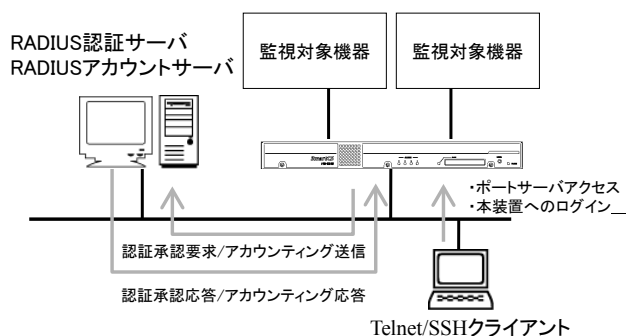 RADIUS認証サーバ
RADIUSアカウントサーバ
監視対象機器
監視対象機器
SmartCS
・ポートサーバアクセス
・本装置へのログイン
認証承認要求/アカウンティング送信
認証承認応答/アカウンティング応答
Telnet/SSHクライアント